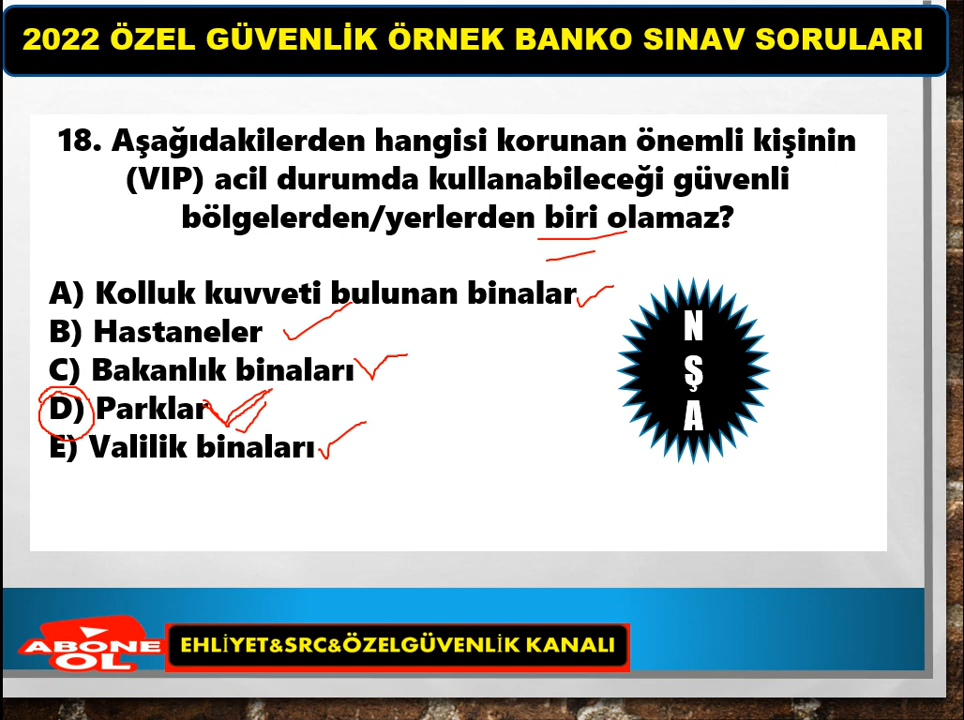 2022 ÖZEL GÜVENLİK ÖRNEK BANKO SINAV SORULARI
18. Aşağıdakilerden hangisi korunan önemli kişinin
(VIP) acil durumda kullanabileceği güvenli
bölgelerden/yerlerden biri olamaz?
A) Kolluk kuvveti bulunan binalar
B) Hastaneler
C) Bakanlık binaları
D) Parklar
E) Valilik binaları
N
Ş
A
ABONE
OL
EHLİYET&SRC&ÖZELGÜVENLİK KANALI